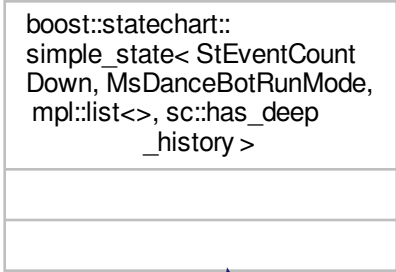 boost::statechart::
simple_state< StEventCount
Down, MsDanceBotRunMode,
mpl::list<>, sc::has_deep
_history >